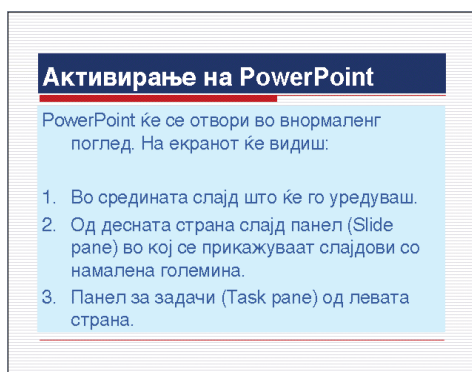 Активирање на PowerPoint
PowerPoint ќе се отвори во внормаленг
поглед. На екранот ќе видиш:
1. Во средината слајд што ќе го уредуваш.
2. Од десната страна слајд панел (Slide
pane) во кој се прикажуваат слајдови со
намалена големина.
3. Панел за задачи (Task pane) од левата
страна.